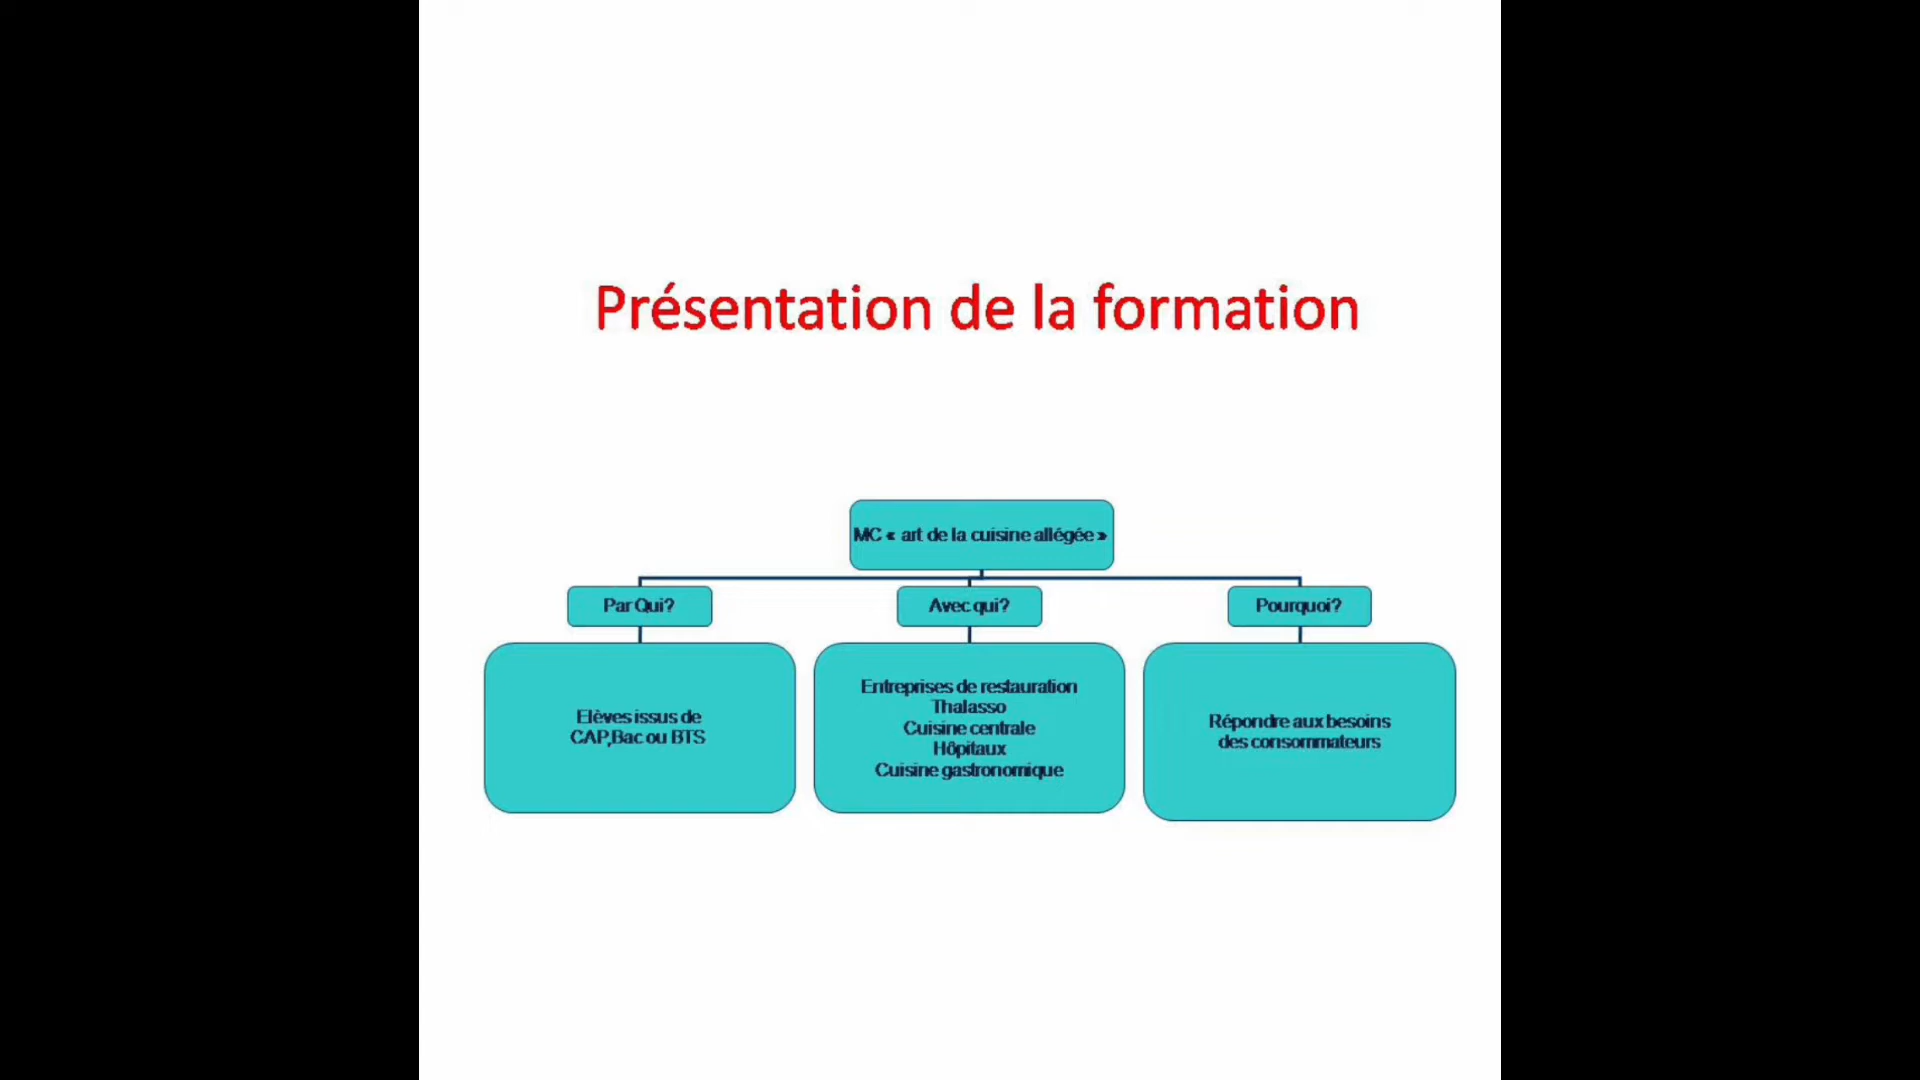 Présentation de la formation
MC « art de la cuisine allégée »
Par Qui?
Avec qui?
Pourquoi?
Elèves issus de
CAP,Bac ou BTS
Entreprises de restauration
Thalasso
Cuisine centrale
Hôpitaux
Cuisine gastronomique
Répondre aux besoins
des consommateurs